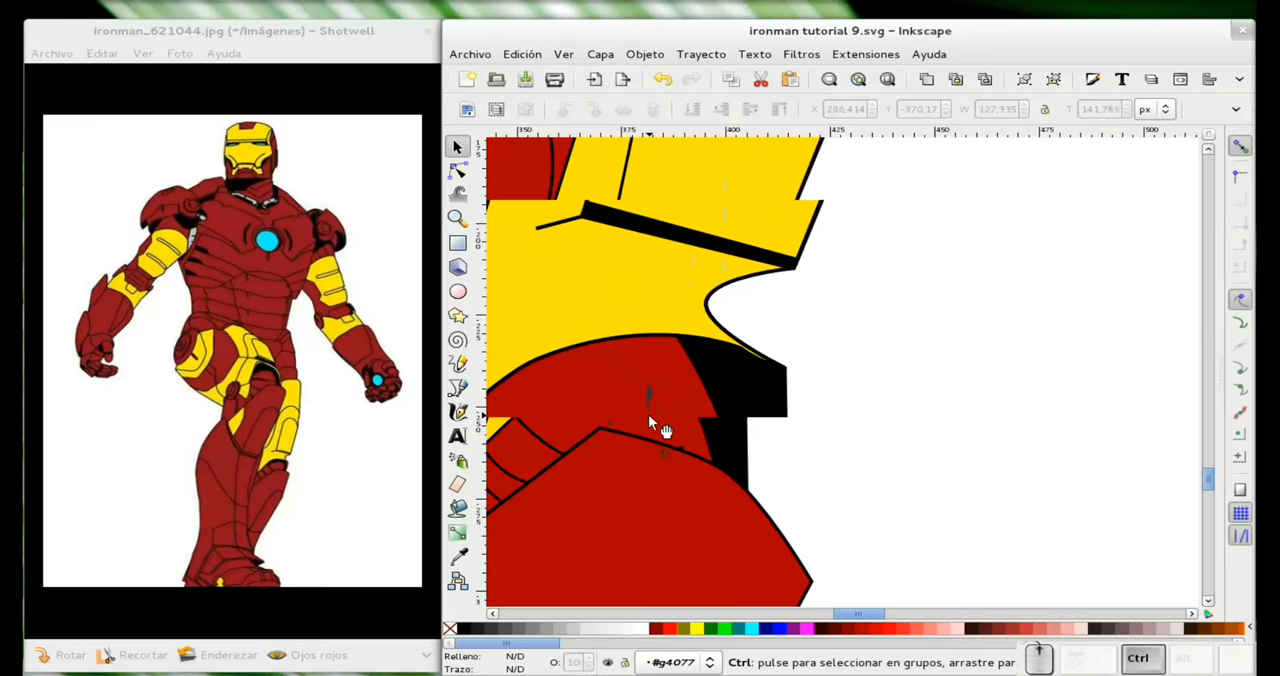 ironman_621044.jpg (~/Imágenes) – Shotwell
Archivo Editar Ver Foto Ayuda
ironman tutorial 9.svg – Inkscape
Archivo Edición Ver Capa Objeto Trayecto Texto Filtros Extensiones Ayuda
X 286,414 Y -370,17 W 127,335 T 141,789 px
350 375 400 425 450 475 500
Rotar Recortar Enderezar Ojos rojos
Relleno: N/D
Trazo: N/D
O: 10
·#g4077
Ctrl: pulse para seleccionar en grupos, arrastre par
Ctrl Alt